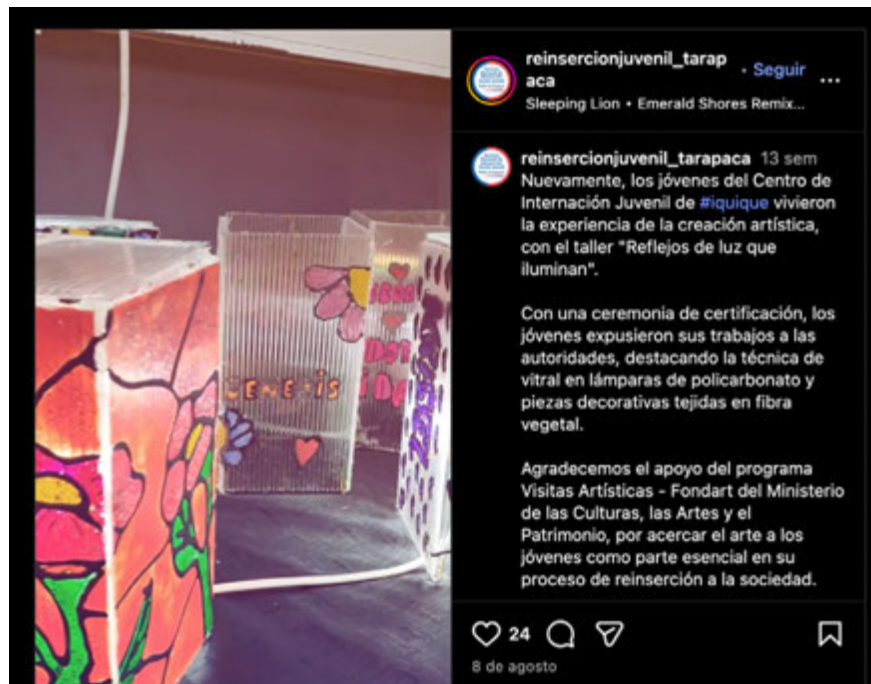 reinsercionjuvenil_tarap
aca
• Seguir
Sleeping Lion • Emerald Shores Remix...
reinsercionjuvenil_tarapaca 13 sem
Nuevamente, los jóvenes del Centro de
Internación Juvenil de #iquique vivieron
la experiencia de la creación artística,
con el taller "Reflejos de luz que
iluminan".
Con una ceremonia de certificación, los
jóvenes expusieron sus trabajos a las
autoridades, destacando la técnica de
vitral en lámparas de policarbonato y
piezas decorativas tejidas en fibra
vegetal.
Agradecemos el apoyo del programa
Visitas Artísticas - Fondart del Ministerio
de las Culturas, las Artes y el
Patrimonio, por acercar el arte a los
jóvenes como parte esencial en su
proceso de reinserción a la sociedad.
24
8 de agosto
GENESIS